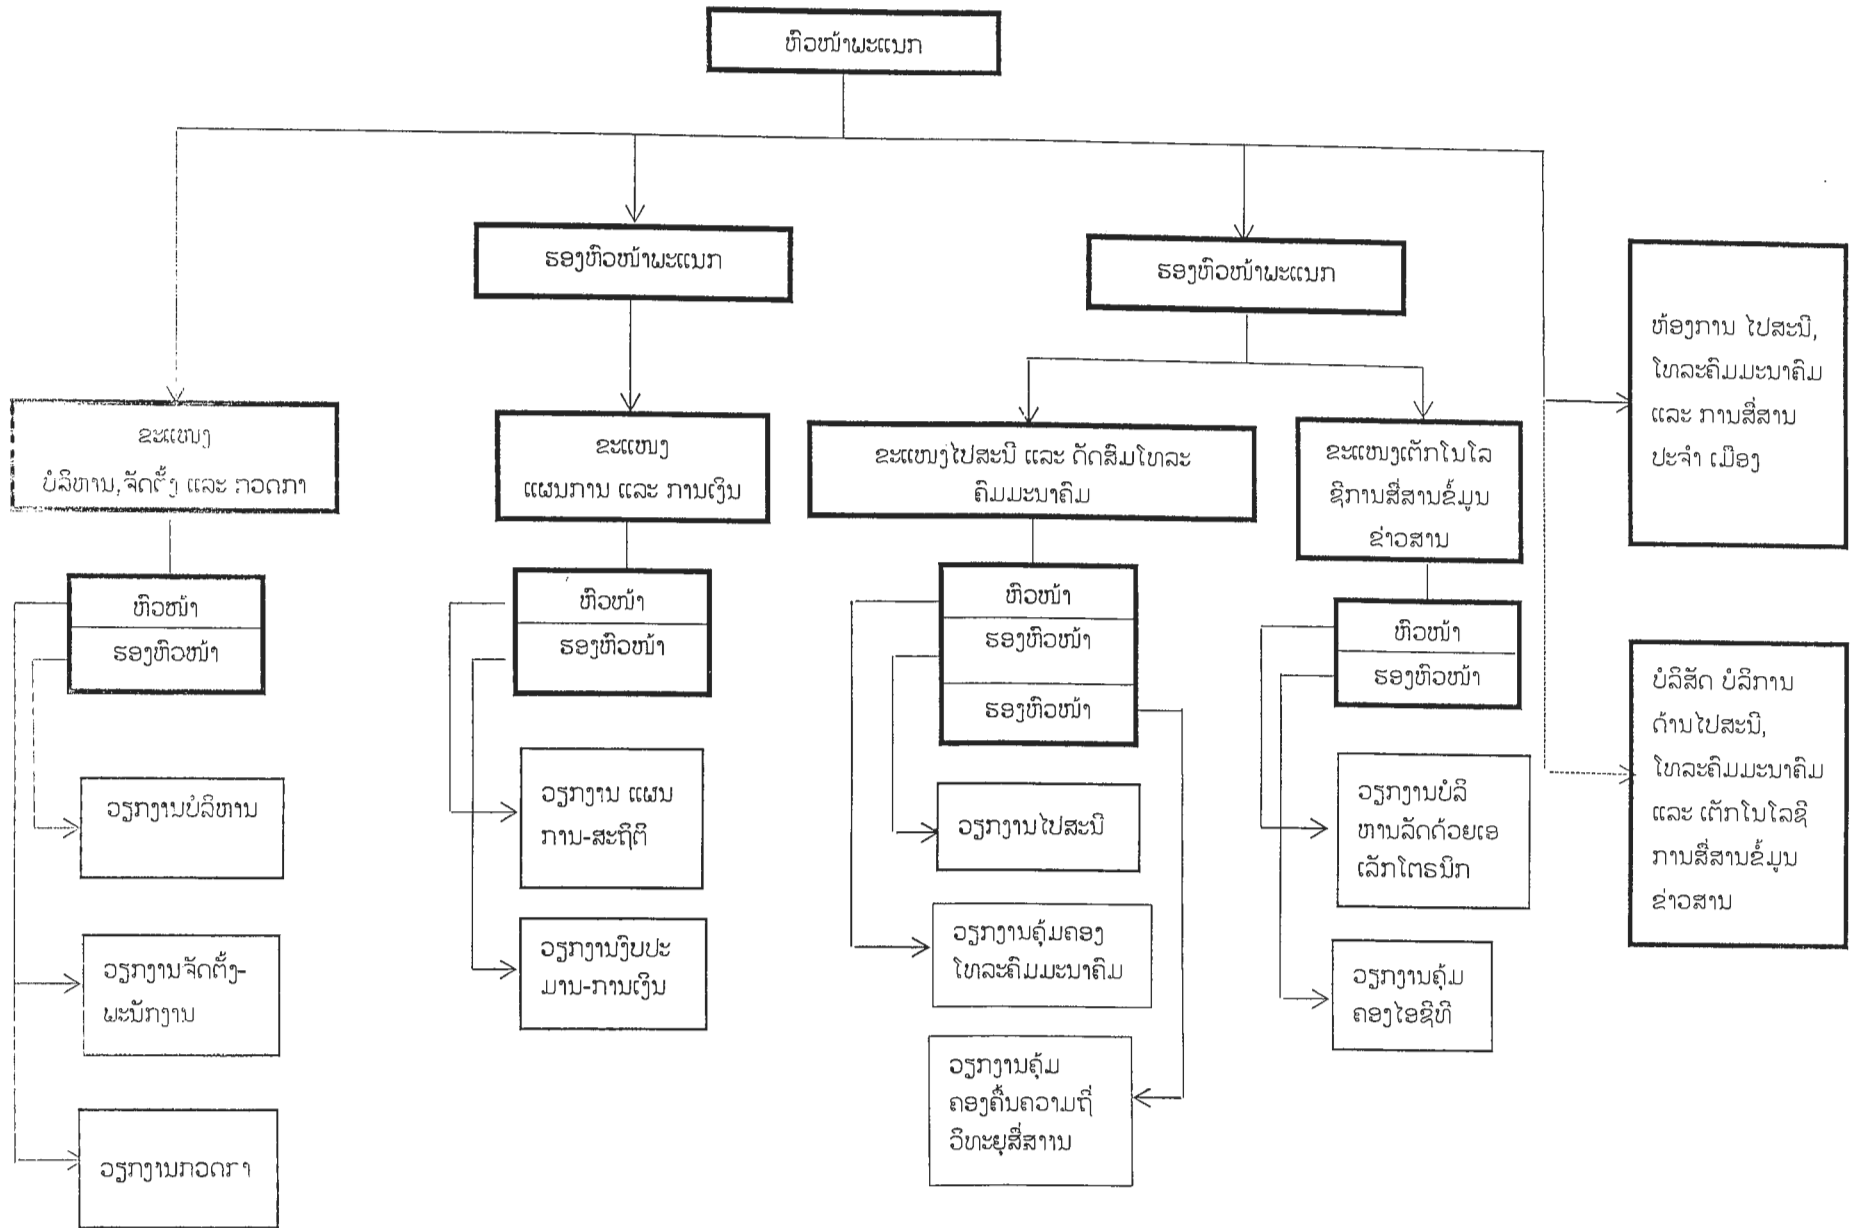 ຫົວໜ້າພະແນກ
ຮອງຫົວໜ້າພະແນກ
ຮອງຫົວໜ້າພະແນກ
ຫ້ອງການ ໄປສະນີ,
ໂທລະຄົມມະນາຄົມ
ແລະ ການສື່ສານ
ປະຈຳ ເມືອງ
ຂະແໜງ
ບໍລິຫານ,ຈັດຕັ້ງ ແລະ ກວດກາ
ຂະແໜງ
ແຜນການ ແລະ ການເງິນ
ຂະແໜງໄປສະນີ ແລະ ດັດສົມໂທລະ
ຄົມມະນາຄົມ
ຂະແໜງເຕັກໂນໂລ
ຊີການສື່ສານຂໍ້ມູນ
ຂ່າວສານ
ຫົວໜ້າ
ຮອງຫົວໜ້າ
ຫົວໜ້າ
ຮອງຫົວໜ້າ
ຫົວໜ້າ
ຮອງຫົວໜ້າ
ຮອງຫົວໜ້າ
ຫົວໜ້າ
ຮອງຫົວໜ້າ
ບໍລິສັດ ບໍລິການ
ດ້ານໄປສະນີ,
ໂທລະຄົມມະນາຄົມ
ແລະ ເຕັກໂນໂລຊີ
ການສື່ສານຂໍ້ມູນ
ຂ່າວສານ
ວຽກງານບໍລິຫານ
ວຽກງານຈັດຕັ້ງ-
ພະນັກງານ
ວຽກງານກວດກາ
ວຽກງານ ແຜນ
ການ-ສະຖິຕິ
ວຽກງານງົບປະ
ມານ-ການເງິນ
ວຽກງານໄປສະນີ
ວຽກງານຄຸ້ມຄອງ
ໂທລະຄົມມະນາຄົມ
ວຽກງານຄຸ້ມ
ຄອງຄື້ນຄວາມຖີ່
ວິທະຍຸສື່ສາານ
ວຽກງານບໍລິ
ຫານລັດດ້ວຍເອ
ເລັກໂຕຣນິກ
ວຽກງານຄຸ້ມ
ຄອງໄອຊີທີ